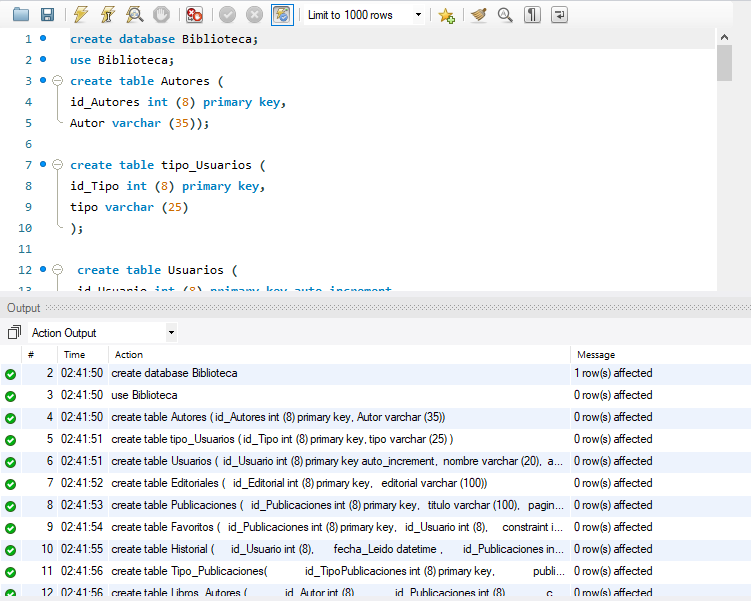 Limit to 1000 rows
1 create database Biblioteca;
2 use Biblioteca;
3 create table Autores (
4 id_Autores int (8) primary key,
5 Autor varchar (35));
6
7 create table tipo_Usuarios (
8 id_Tipo int (8) primary key,
9 tipo varchar (25)
10 );
11
12 create table Usuarios (
13 id_Usuario int (8) primary key auto_increment,
Output
Action Output
# Time Action Message
2 02:41:50 create database Biblioteca 1 row(s) affected
3 02:41:50 use Biblioteca 0 row(s) affected
4 02:41:50 create table Autores ( id_Autores int (8) primary key, Autor varchar (35)) 0 row(s) affected
5 02:41:51 create table tipo_Usuarios ( id_Tipo int (8) primary key, tipo varchar (25) ) 0 row(s) affected
6 02:41:51 create table Usuarios ( id_Usuario int (8) primary key auto_increment, nombre varchar (20), a... 0 row(s) affected
7 02:41:52 create table Editoriales ( id_Editorial int (8) primary key, editorial varchar (100)) 0 row(s) affected
8 02:41:53 create table Publicaciones ( id_Publicaciones int (8) primary key, titulo varchar (100), pagin... 0 row(s) affected
9 02:41:54 create table Favoritos ( id_Publicaciones int (8) primary key, id_Usuario int (8), constraint i... 0 row(s) affected
10 02:41:55 create table Historial ( id_Usuario int (8), fecha_Leido datetime , id_Publicaciones in... 0 row(s) affected
11 02:41:56 create table Tipo_Publicaciones( id_TipoPublicaciones int (8) primary key, publi... 0 row(s) affected
12 02:41:56 create table Libros_Autores ( id_Autor int (8), id_Publicaciones int (8), c... 0 row(s) affected